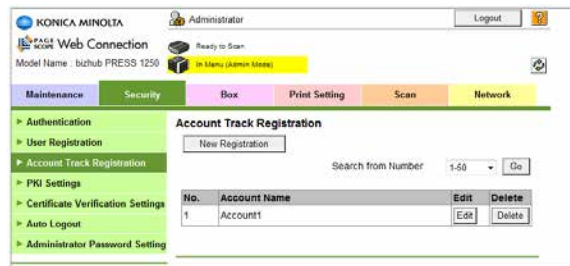 KONICA MINOLTA
Administrator
Logout
?
PAGE SCOPE Web Connection
Ready to Scan
Model Name : bizhub PRESS 1250
In Menu (Admin Mode)
Maintenance Security Box Print Setting Scan Network
Authentication
User Registration
Account Track Registration
PKI Settings
Certificate Verification Settings
Auto Logout
Administrator Password Setting
Account Track Registration
New Registration
Search from Number 1-50 Go
No. Account Name Edit Delete
1 Account1 Edit Delete